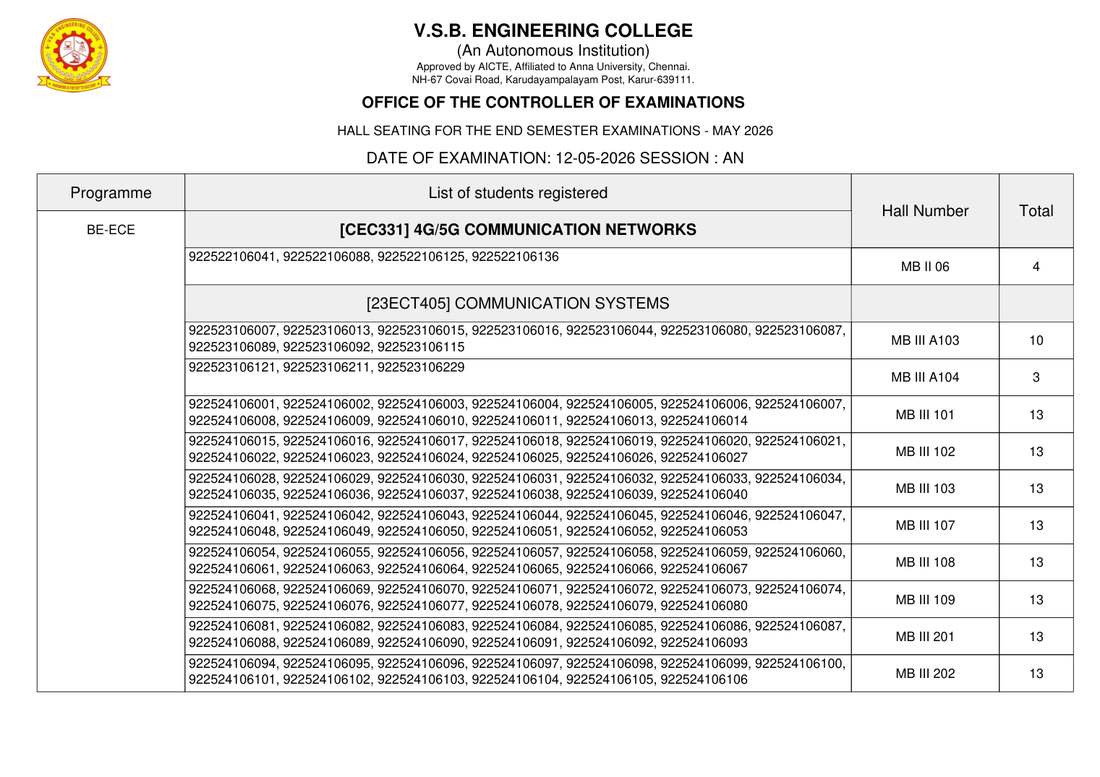 V.S.B. ENGINEERING COLLEGE
(An Autonomous Institution)
Approved by AICTE, Affiliated to Anna University, Chennai.
NH-67 Covai Road, Karudayampalayam Post, Karur-639111.
OFFICE OF THE CONTROLLER OF EXAMINATIONS
HALL SEATING FOR THE END SEMESTER EXAMINATIONS - MAY 2026
DATE OF EXAMINATION: 12-05-2026 SESSION : AN
Programme
List of students registered
Hall Number
Total
BE-ECE
[CEC331] 4G/5G COMMUNICATION NETWORKS
922522106041, 922522106088, 922522106125, 922522106136
MB II 06
4
[23ECT405] COMMUNICATION SYSTEMS
922523106007, 922523106013, 922523106015, 922523106016, 922523106044, 922523106080, 922523106087,
922523106089, 922523106092, 922523106115
MB III A103
10
922523106121, 922523106211, 922523106229
MB III A104
3
922524106001, 922524106002, 922524106003, 922524106004, 922524106005, 922524106006, 922524106007,
922524106008, 922524106009, 922524106010, 922524106011, 922524106013, 922524106014
MB III 101
13
922524106015, 922524106016, 922524106017, 922524106018, 922524106019, 922524106020, 922524106021,
922524106022, 922524106023, 922524106024, 922524106025, 922524106026, 922524106027
MB III 102
13
922524106028, 922524106029, 922524106030, 922524106031, 922524106032, 922524106033, 922524106034,
922524106035, 922524106036, 922524106037, 922524106038, 922524106039, 922524106040
MB III 103
13
922524106041, 922524106042, 922524106043, 922524106044, 922524106045, 922524106046, 922524106047,
922524106048, 922524106049, 922524106050, 922524106051, 922524106052, 922524106053
MB III 107
13
922524106054, 922524106055, 922524106056, 922524106057, 922524106058, 922524106059, 922524106060,
922524106061, 922524106063, 922524106064, 922524106065, 922524106066, 922524106067
MB III 108
13
922524106068, 922524106069, 922524106070, 922524106071, 922524106072, 922524106073, 922524106074,
922524106075, 922524106076, 922524106077, 922524106078, 922524106079, 922524106080
MB III 109
13
922524106081, 922524106082, 922524106083, 922524106084, 922524106085, 922524106086, 922524106087,
922524106088, 922524106089, 922524106090, 922524106091, 922524106092, 922524106093
MB III 201
13
922524106094, 922524106095, 922524106096, 922524106097, 922524106098, 922524106099, 922524106100,
922524106101, 922524106102, 922524106103, 922524106104, 922524106105, 922524106106
MB III 202
13